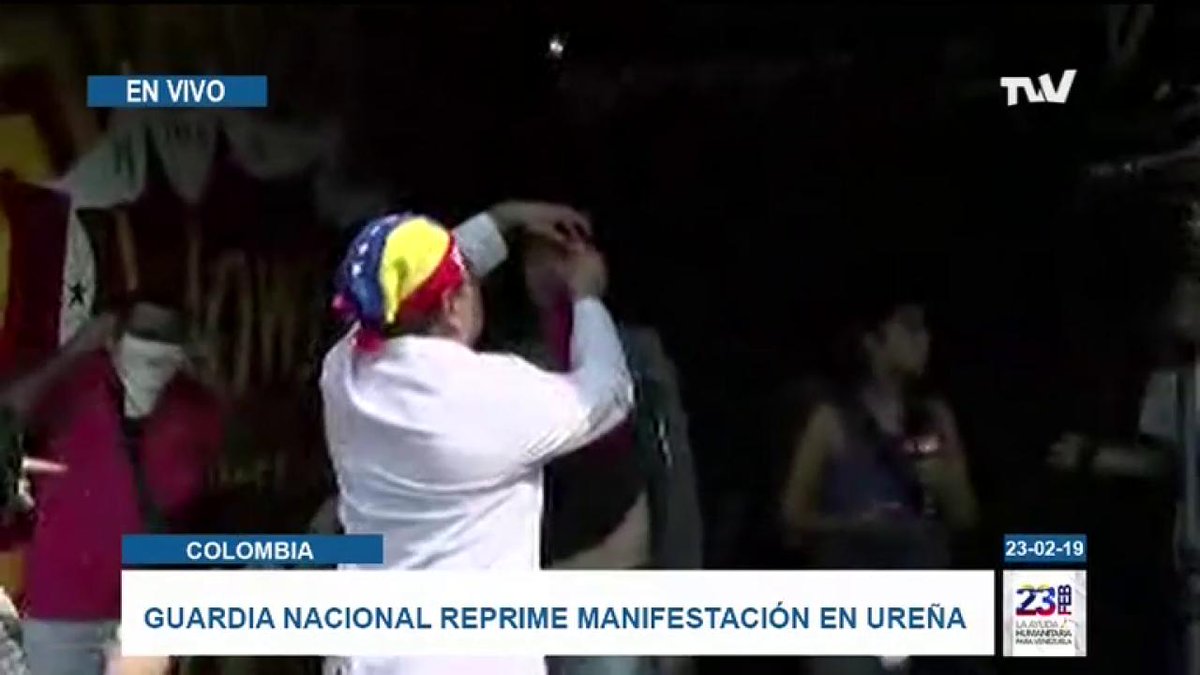 EN VIVO
TVV
COLOMBIA
23-02-19
GUARDIA NACIONAL REPRIME MANIFESTACIÓN EN UREÑA
23 FEB
LA AYUDA
HUMANITARIA
PARA VENEZUELA